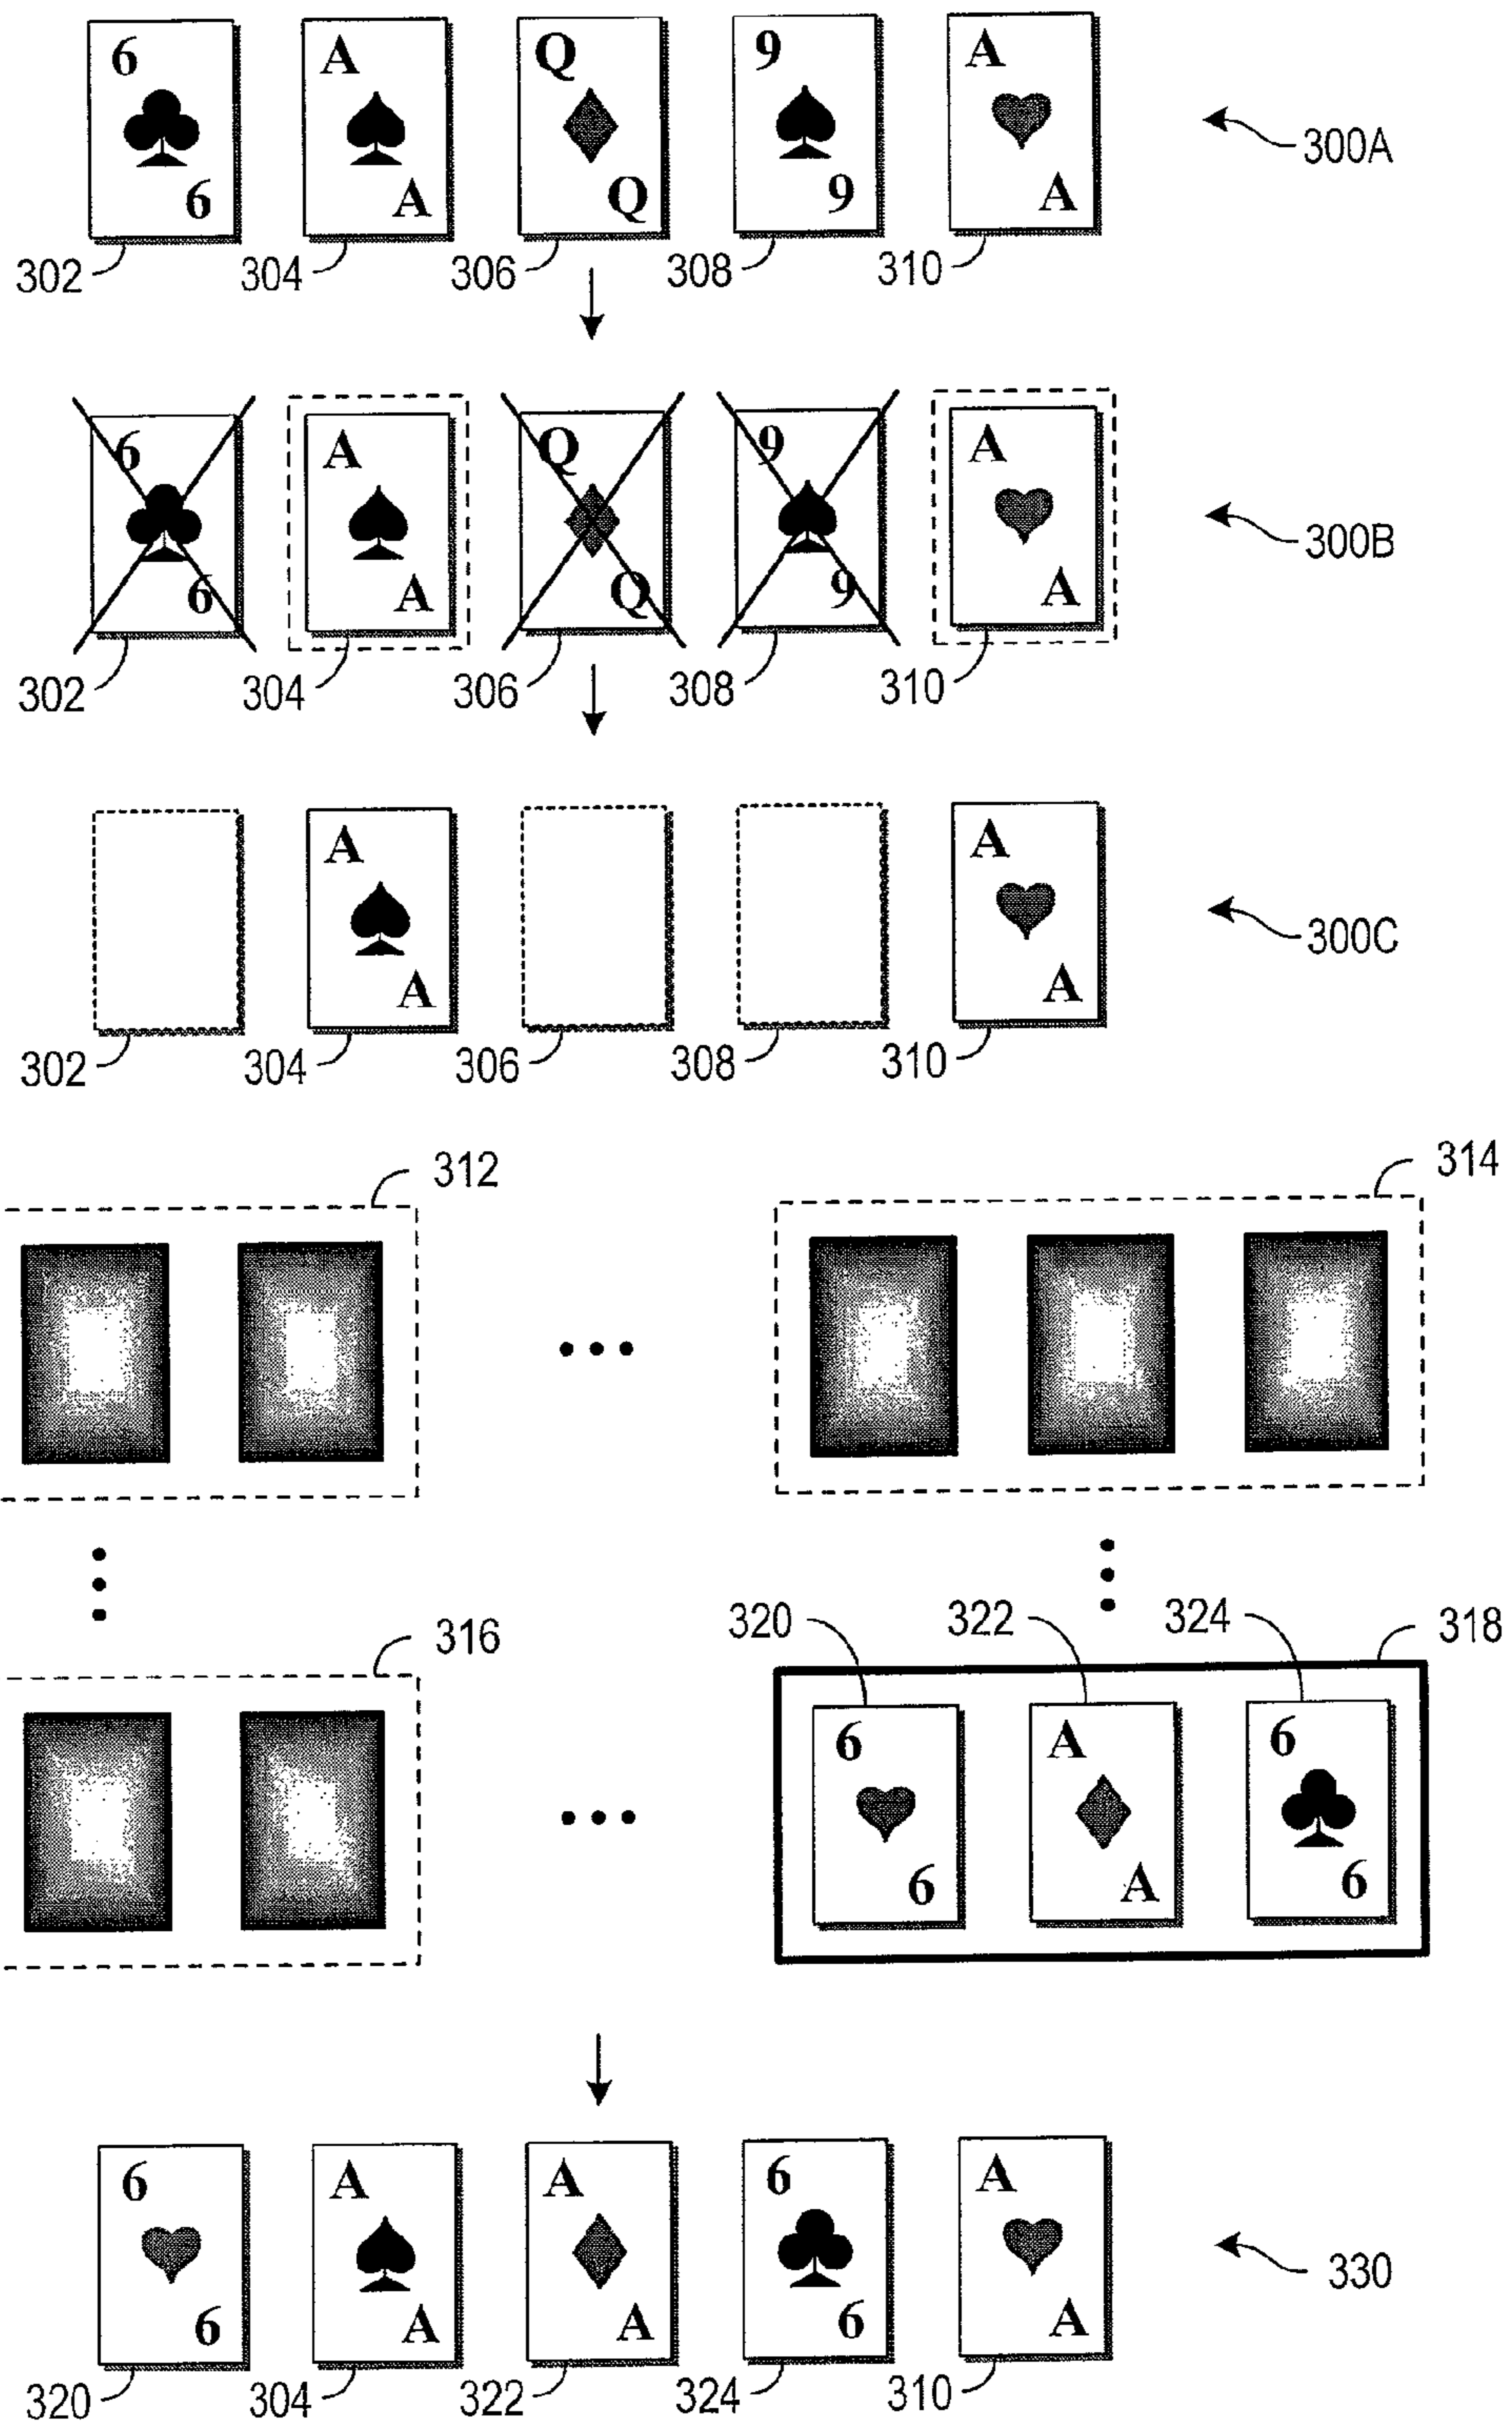 6 A Q 9 A
300A
6 A Q 9 A
302 304 306 308 310
6 A Q 9 A
300B
6 A Q 9 A
302 304 306 308 310
A A
300C
A A
302 304 306 308 310
312 314
316 320 322 324 318
6 A 6
6 A 6
6 A A 6 A
330
6 A A 6 A
320 304 322 324 310